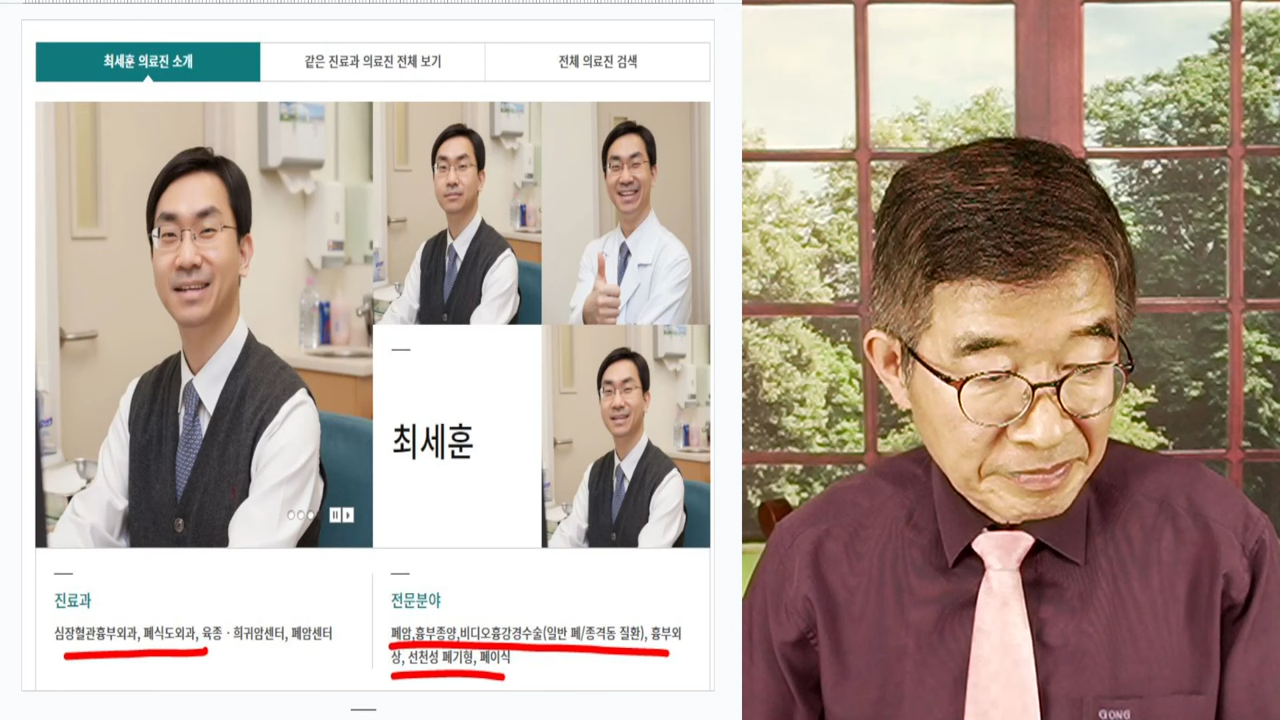 최세훈 의료진 소개
같은 진료과 의료진 전체 보기
전체 의료진 검색
최세훈
진료과
심장혈관흉부외과, 폐식도외과, 육종 · 희귀암센터, 폐암센터
전문분야
폐암,흉부종양,비디오흉강경수술(일반 폐/종격동 질환), 흉부외
상, 선천성 폐기형, 폐이식
GONG